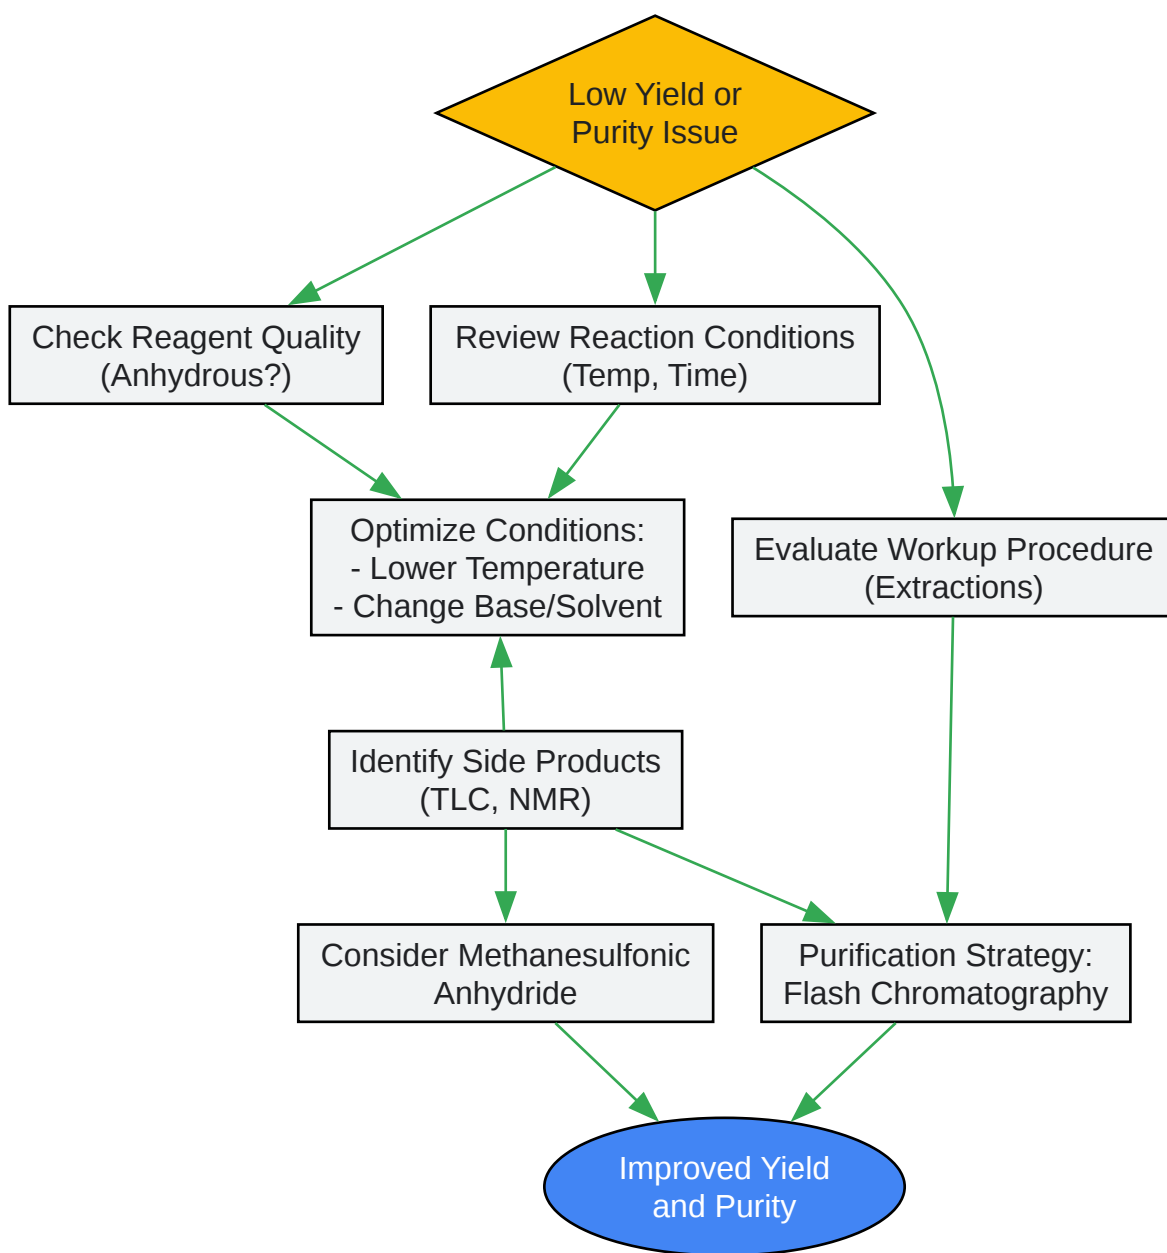 Low Yield or
Purity Issue
Check Reagent Quality
(Anhydrous?)
Review Reaction Conditions
(Temp, Time)
Optimize Conditions:
- Lower Temperature
- Change Base/Solvent
Evaluate Workup Procedure
(Extractions)
Identify Side Products
(TLC, NMR)
Consider Methanesulfonic
Anhydride
Purification Strategy:
Flash Chromatography
Improved Yield
and Purity